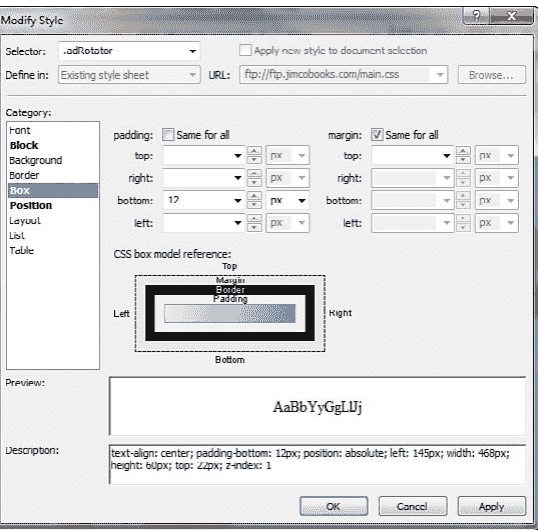 Modify Style
? X
Selector: .adRotator Apply new style to document selection
Define in: Existing style sheet URL: ftp://ftp.jimcobooks.com/main.css Browse...
Category:
Font
Block
Background
Border
Box
Position
Layout
List
Table
padding: Same for all margin: Same for all
top: px top: px
right: px right: px
bottom: 12 px bottom: px
left: px left: px
CSS box model reference:
Top
Margin
Border
Padding
Left Right
Bottom
Preview:
AaBbYyGgLlJj
Description:
text-align: center; padding-bottom: 12px; position: absolute; left: 145px; width: 468px;
height: 60px; top: 22px; z-index: 1
OK Cancel Apply